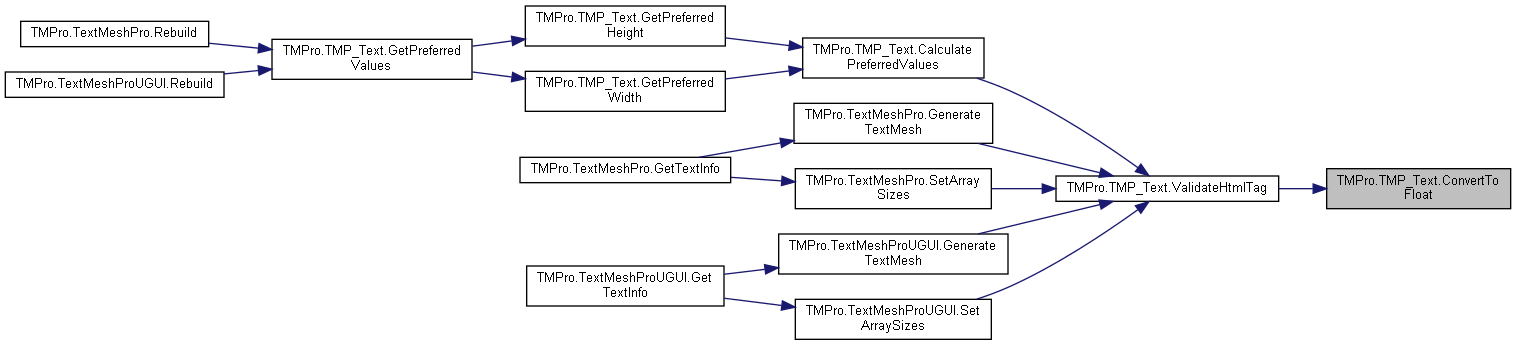 TMPro.TextMeshPro.Rebuild
TMPro.TextMeshProUGUI.Rebuild
TMPro.TMP_Text.GetPreferred
Values
TMPro.TMP_Text.GetPreferred
Height
TMPro.TMP_Text.GetPreferred
Width
TMPro.TextMeshPro.GetTextInfo
TMPro.TextMeshProUGUI.Get
TextInfo
TMPro.TMP_Text.Calculate
PreferredValues
TMPro.TextMeshPro.Generate
TextMesh
TMPro.TextMeshPro.SetArray
Sizes
TMPro.TextMeshProUGUI.Generate
TextMesh
TMPro.TextMeshProUGUI.Set
ArraySizes
TMPro.TMP_Text.ValidateHtmlTag
TMPro.TMP_Text.ConvertTo
Float